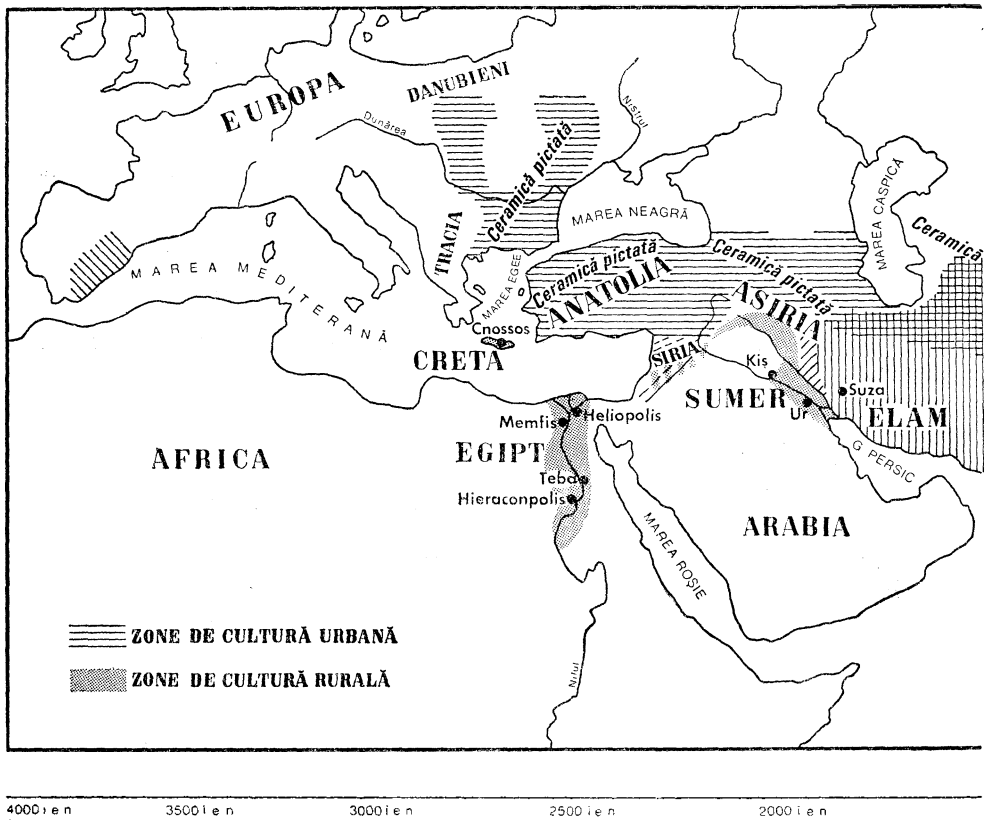 EUROPA
DANUBIENI
Dunărea
Nistrul
Ceramică pictată
TRACIA
MAREA NEAGRĂ
MAREA CASPICĂ
Ceramică
MAREA MEDITERANĂ
MAREA EGEE
Ceramică pictată
ANATOLIA
Ceramică pictată
ASIRIA
Cnossos
CRETA
SIRIA
Kiș
SUMER
Ur
Suza
ELAM
Memfis
Heliopolis
EGIPT
Teba
Hieraconpolis
AFRICA
G PERSIC
MAREA ROȘIE
ARABIA
Nilul
ZONE DE CULTURĂ URBANĂ
ZONE DE CULTURĂ RURALĂ
4000 i e n 3500 i e n 3000 i e n 2500 i e n 2000 i e n